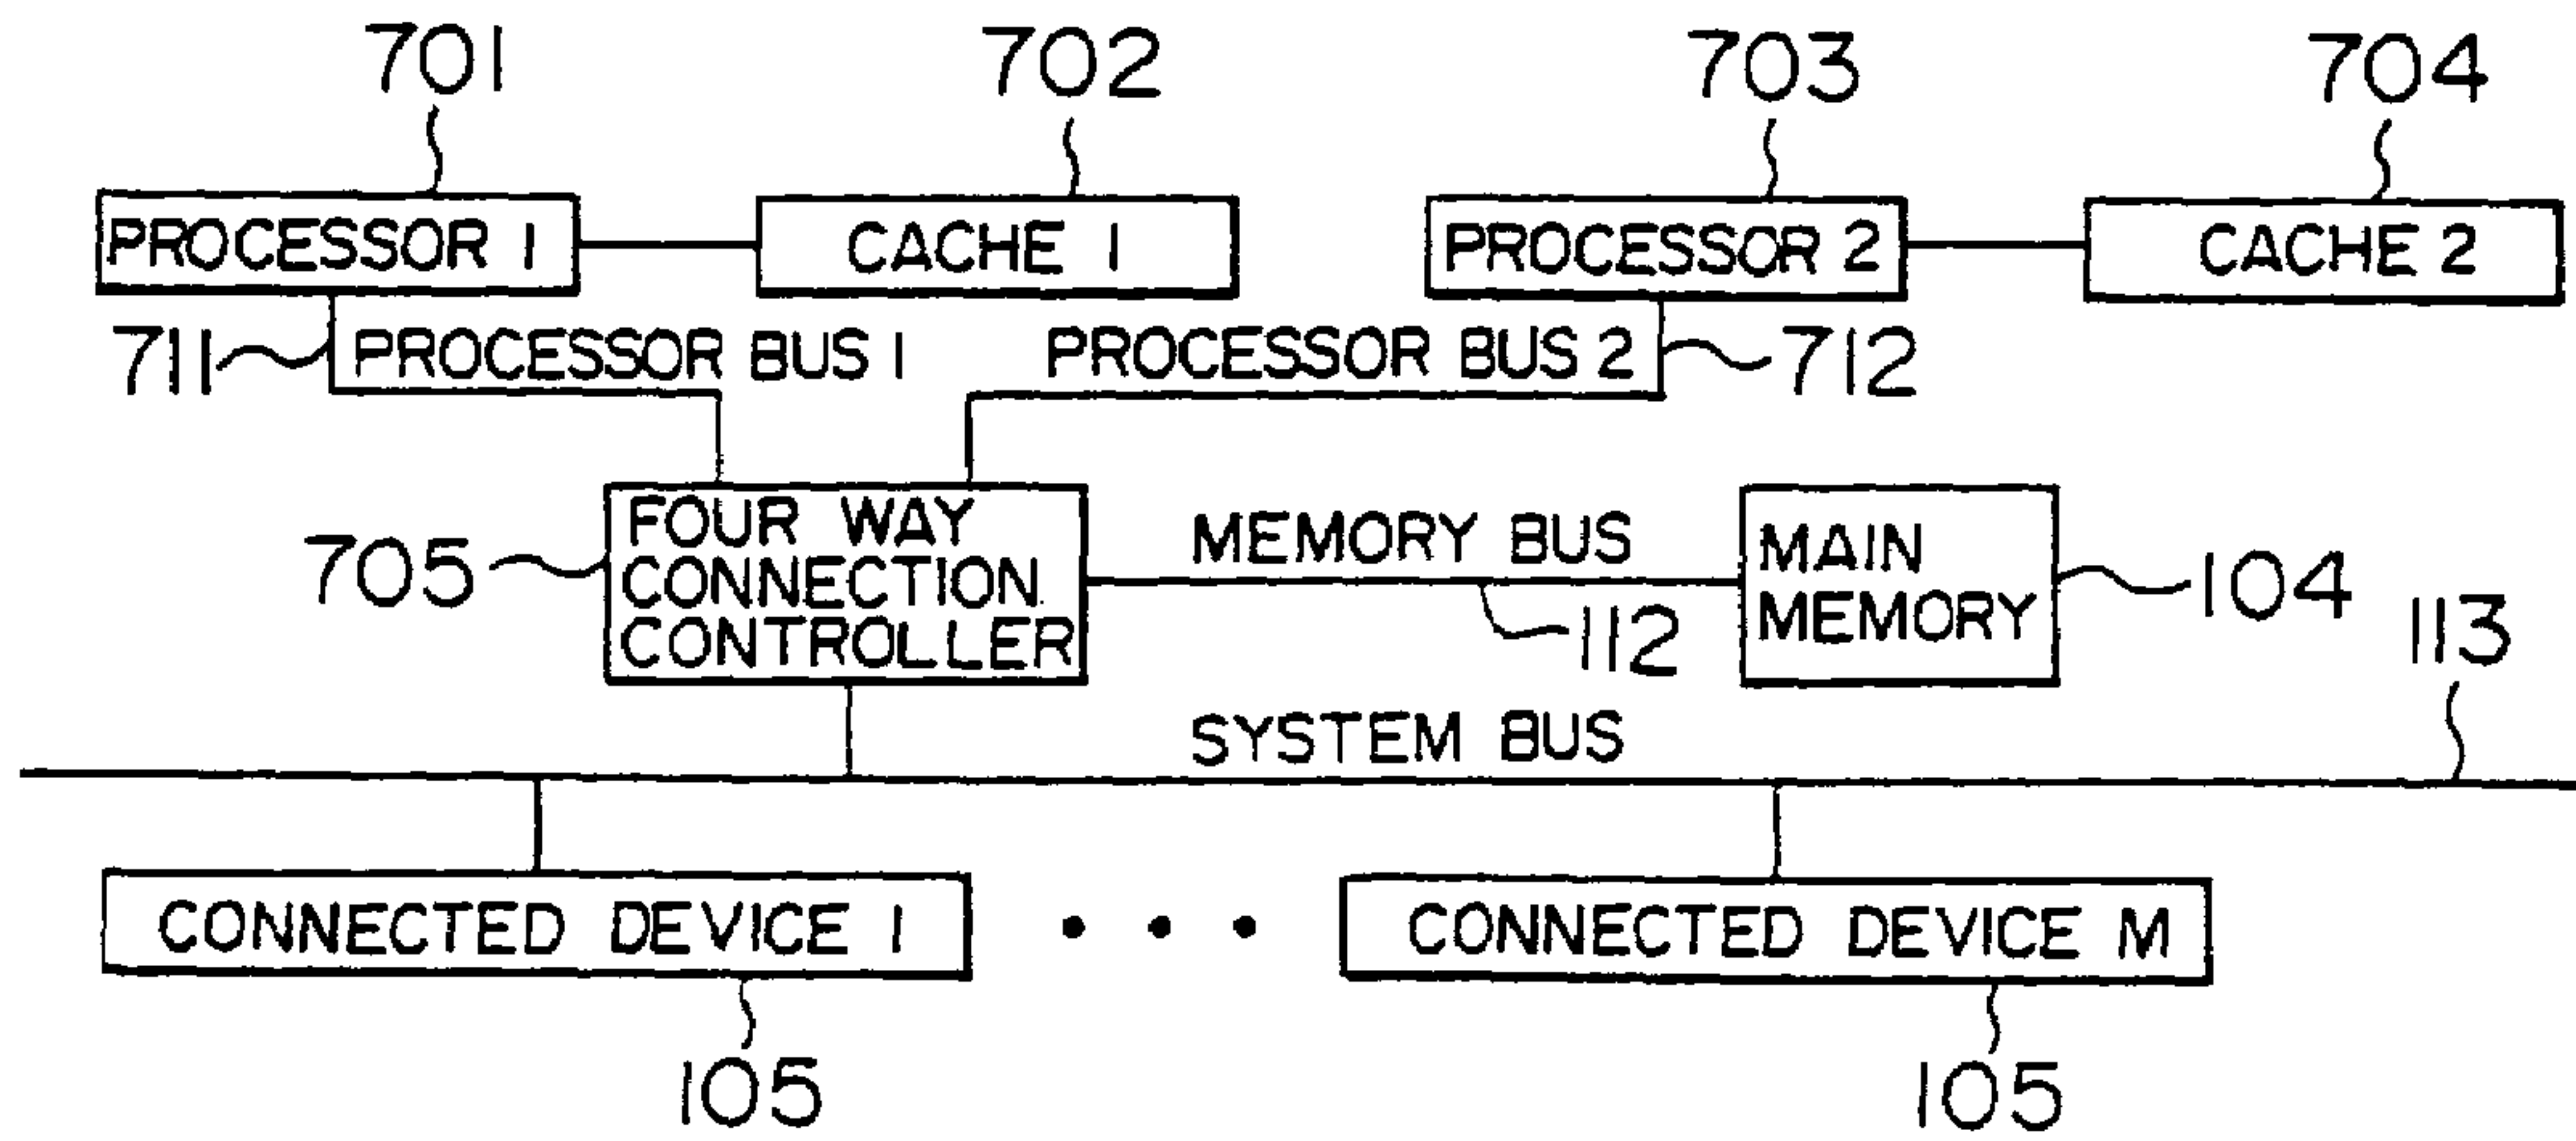 701
702
703
704
PROCESSOR 1
CACHE 1
PROCESSOR 2
CACHE 2
711
PROCESSOR BUS 1
PROCESSOR BUS 2
712
705
FOUR WAY
CONNECTION
CONTROLLER
MEMORY BUS
112
MAIN
MEMORY
104
113
SYSTEM BUS
CONNECTED DEVICE 1
• • •
CONNECTED DEVICE M
105
105